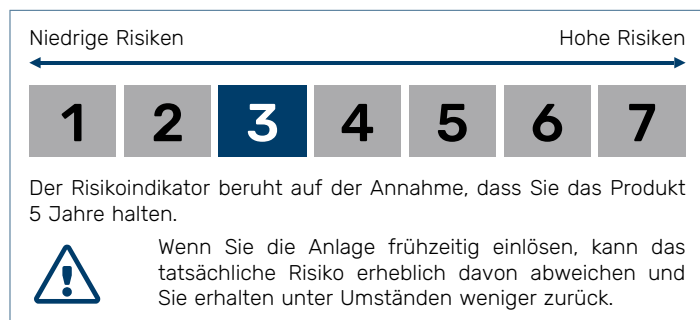 Niedrige Risiken Hohe Risiken
1 2 3 4 5 6 7
Der Risikoindikator beruht auf der Annahme, dass Sie das Produkt
5 Jahre halten.
Wenn Sie die Anlage frühzeitig einlösen, kann das
tatsächliche Risiko erheblich davon abweichen und
Sie erhalten unter Umständen weniger zurück.